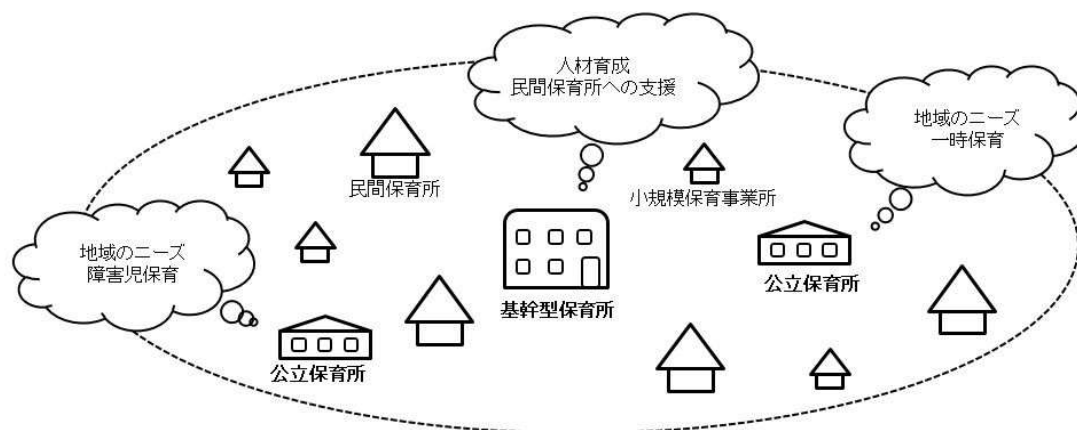 人材育成
民間保育所への支援
地域のニーズ
一時保育
民間保育所
小規模保育事業所
地域のニーズ
障害児保育
基幹型保育所
公立保育所
公立保育所